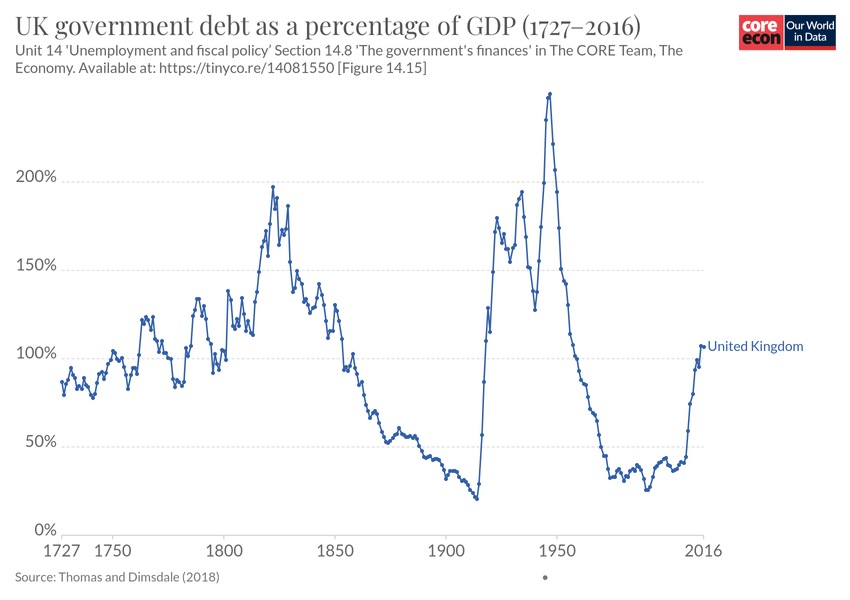 UK government debt as a percentage of GDP (1727–2016)
Unit 14 'Unemployment and fiscal policy' Section 14.8 'The government's finances' in The CORE Team, The
Economy. Available at: https://tinyco.re/14081550 [Figure 14.15]
core
econ
Our World
in Data
200%
150%
100%
50%
0%
United Kingdom
1727 1750 1800 1850 1900 1950 2016
Source: Thomas and Dimsdale (2018)